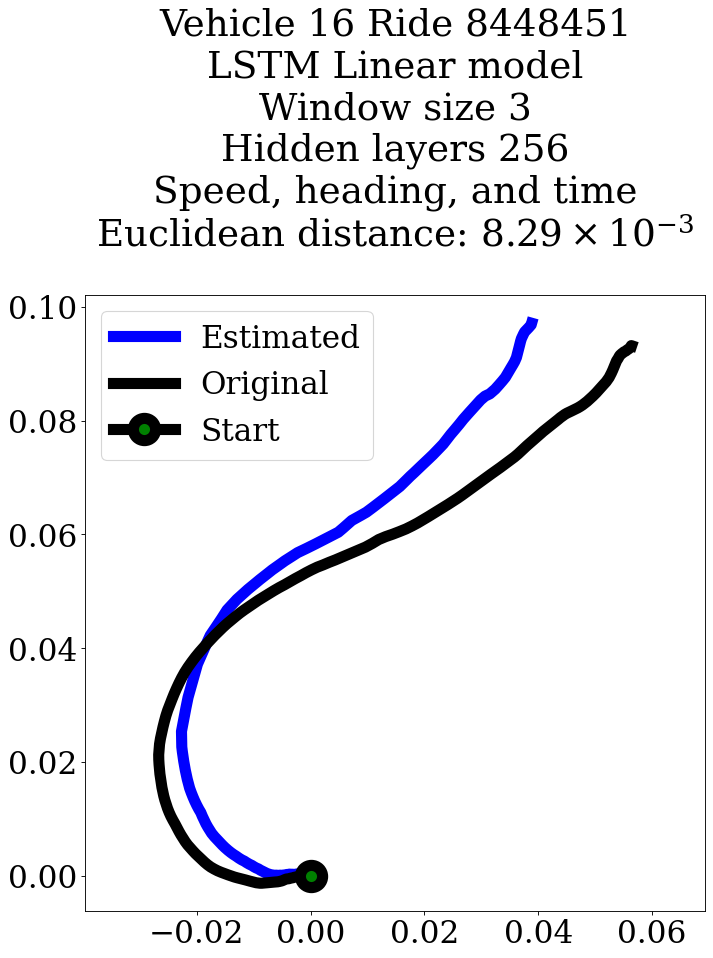 Vehicle 16 Ride 8448451
LSTM Linear model
Window size 3
Hidden layers 256
Speed, heading, and time
Euclidean distance: 8.29 × 10⁻³
0.10
0.08
0.06
0.04
0.02
0.00
Estimated
Original
Start
−0.02 0.00 0.02 0.04 0.06